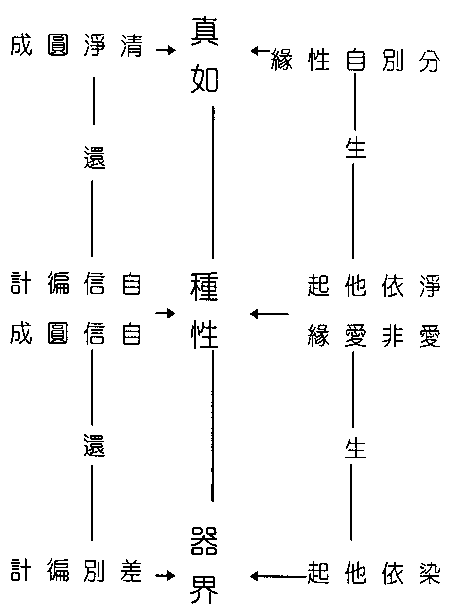 分別自性緣
生
淨依他起
愛非愛緣
生
染依他起
真如
種性
器界
清淨圓成
還
自信徧計
自信圓成
還
差別徧計